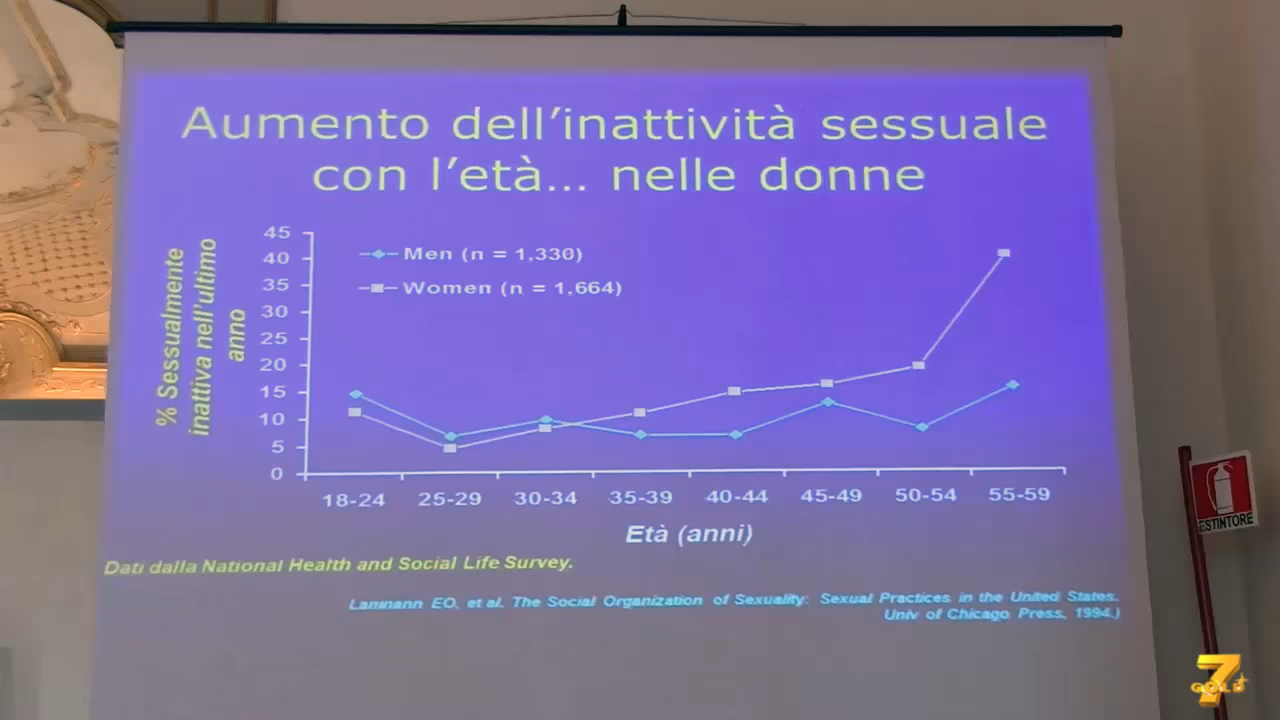 Aumento dell'inattività sessuale
con l'età... nelle donne
% Sessualmente
inattiva nell'ultimo
anno
45
40
35
30
25
20
15
10
5
0
Men (n = 1,330)
Women (n = 1,664)
18-24 25-29 30-34 35-39 40-44 45-49 50-54 55-59
Età (anni)
Dati dalla National Health and Social Life Survey.
Lanmann EO, et al. The Social Organization of Sexuality: Sexual Practices in the United States.
Univ of Chicago Press, 1994.)
ESTINTORE
7
GOLD